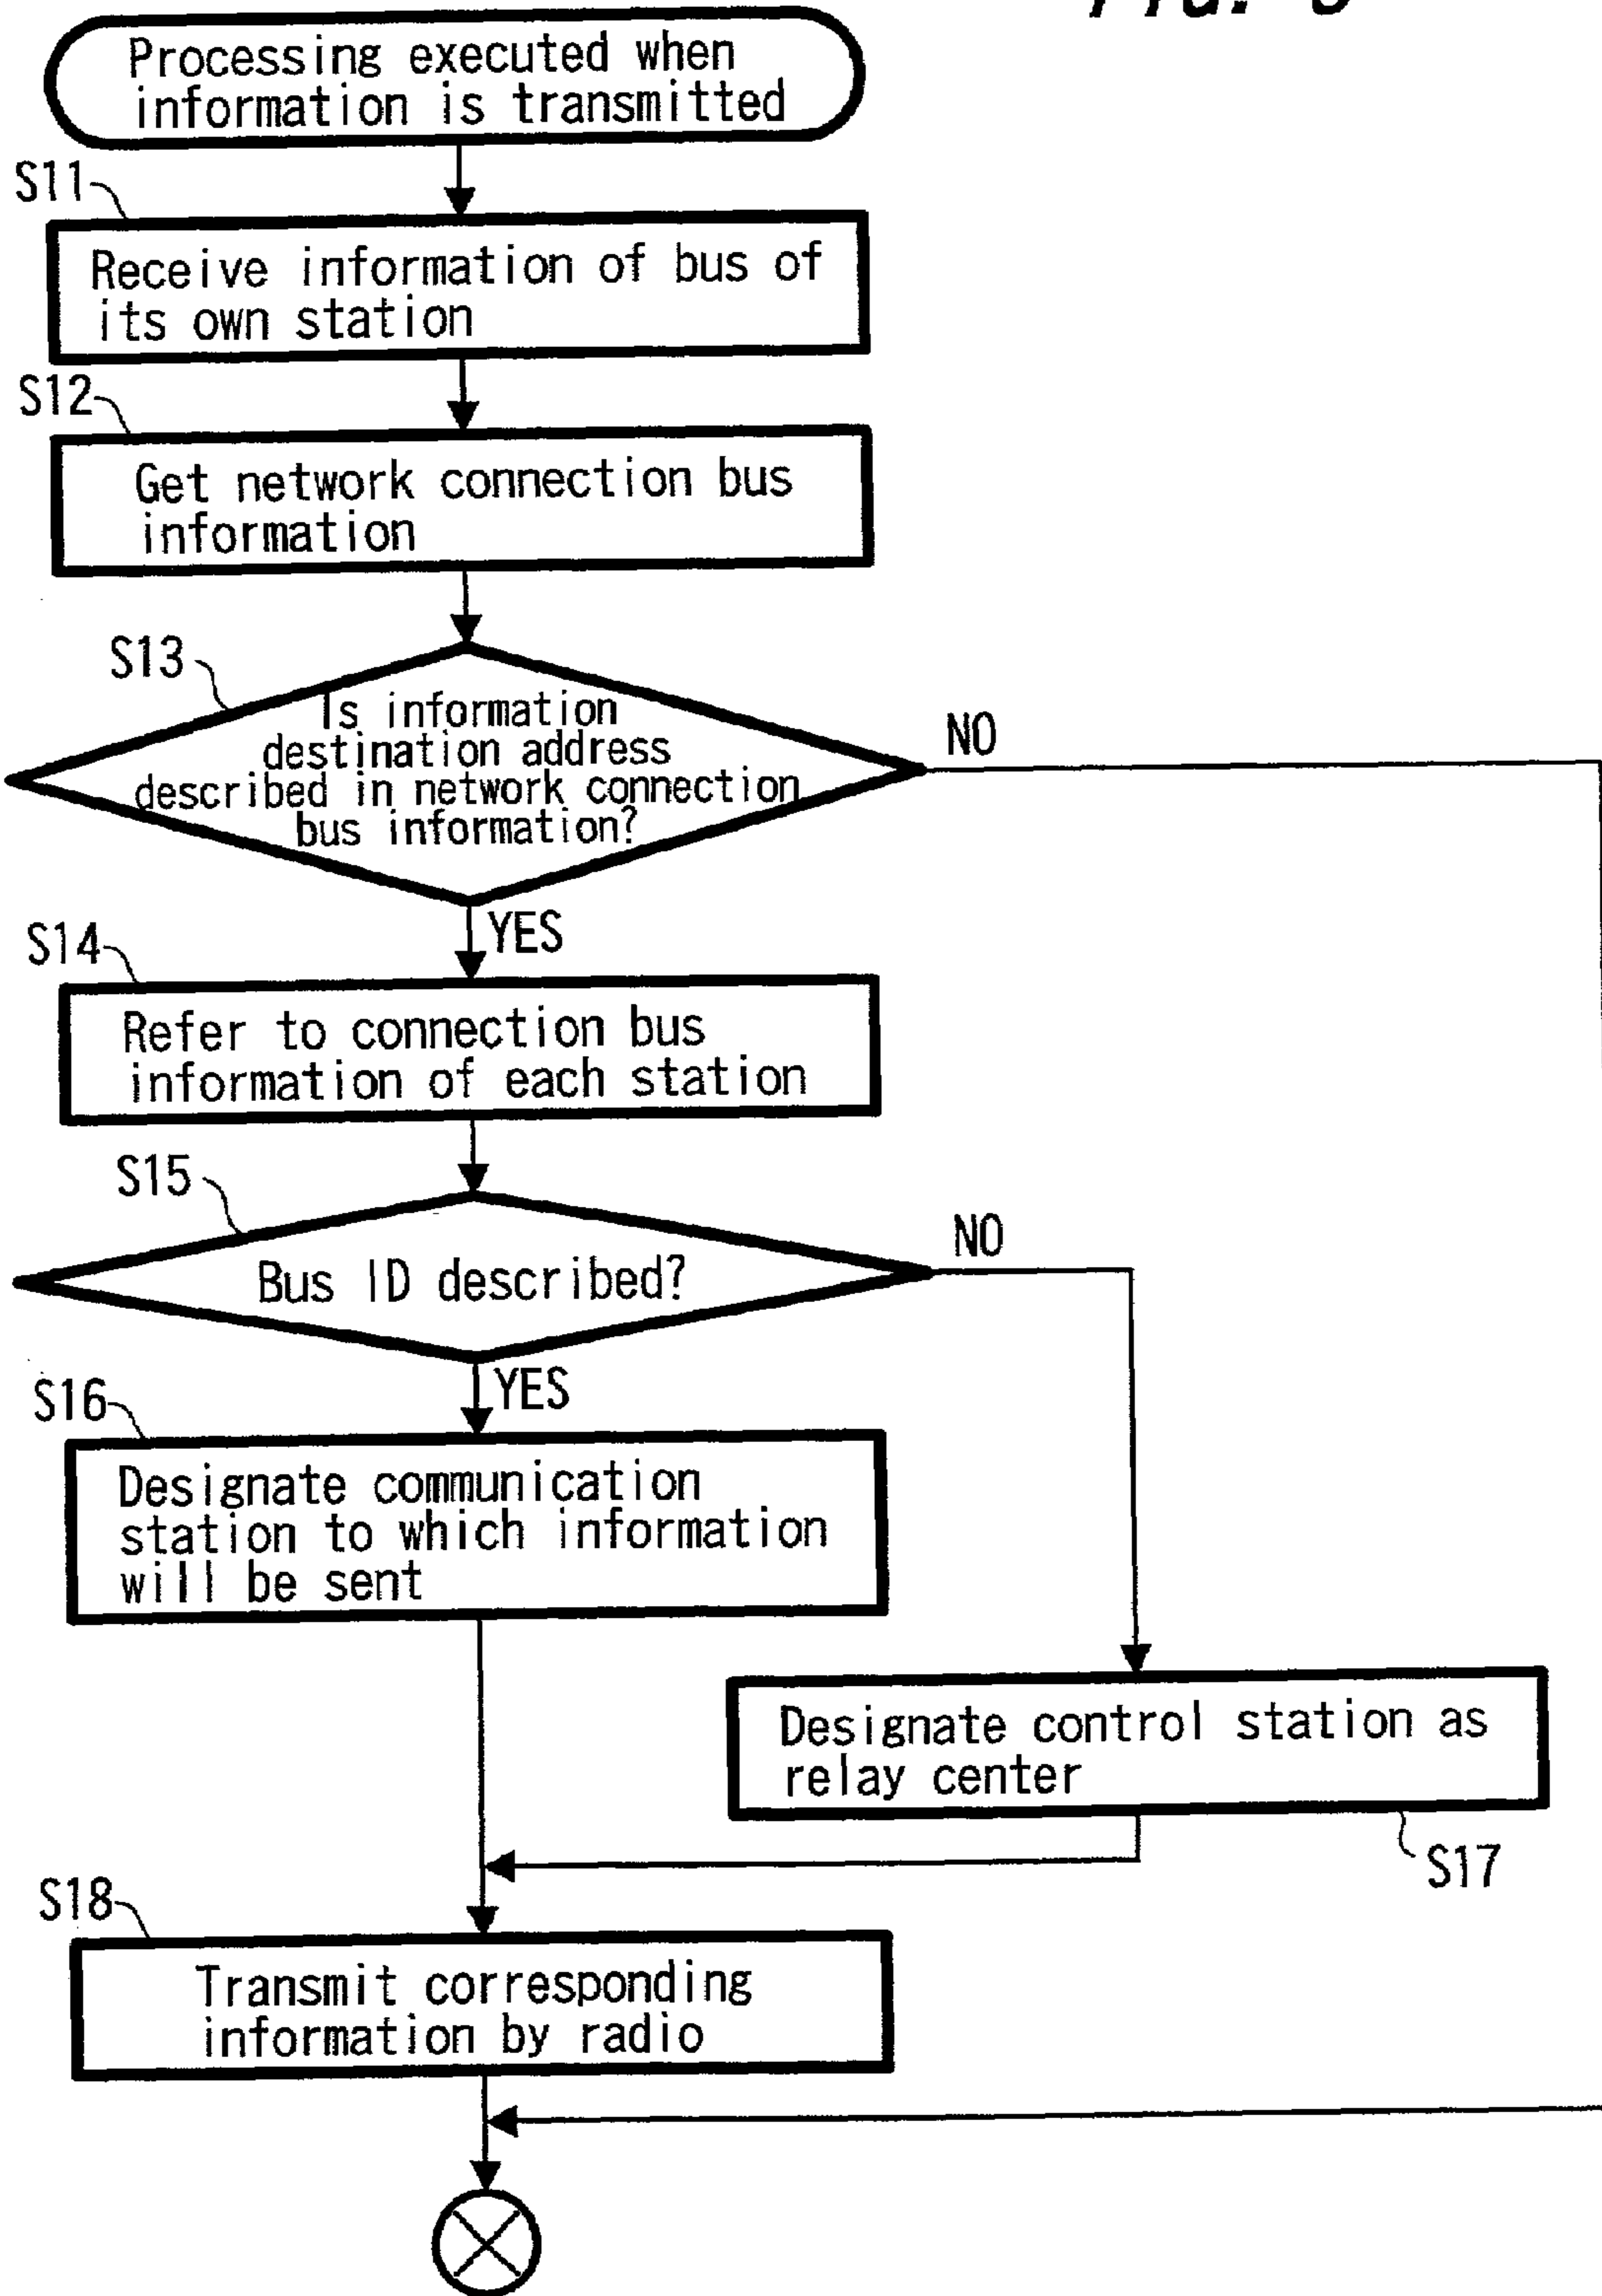 Processing executed when
information is transmitted
S11
Receive information of bus of
its own station
S12
Get network connection bus
information
S13
Is information
destination address
described in network connection
bus information?
NO
YES
S14
Refer to connection bus
information of each station
S15
Bus ID described?
NO
YES
S16
Designate communication
station to which information
will be sent
Designate control station as
relay center
S17
S18
Transmit corresponding
information by radio